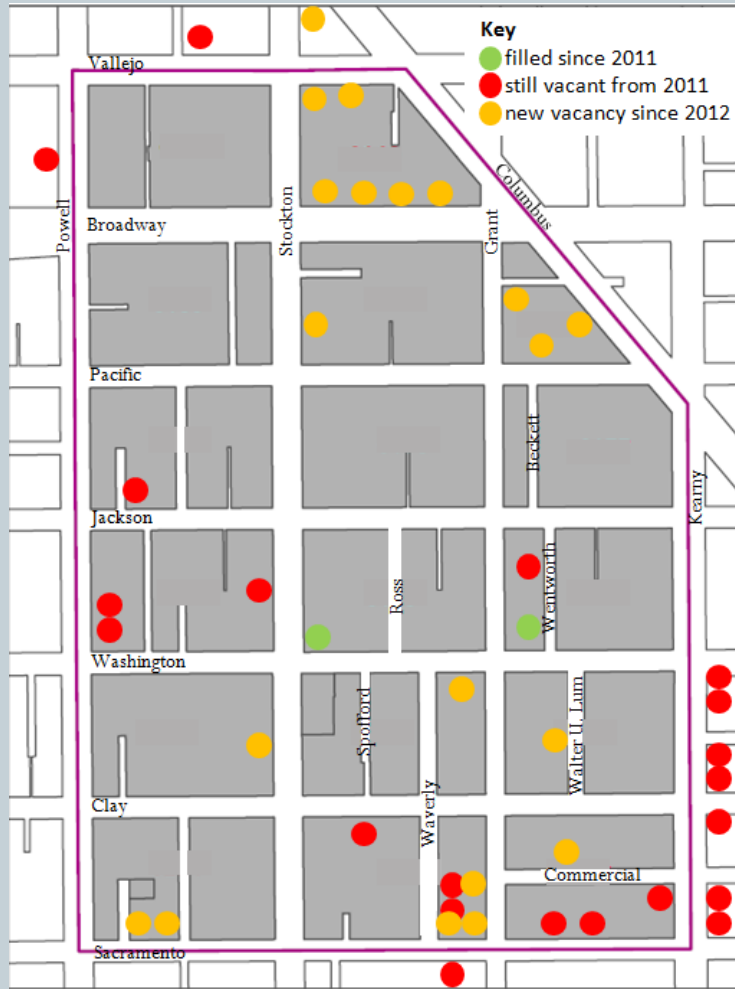 Key
filled since 2011
still vacant from 2011
new vacancy since 2012
Vallejo
Columbus
Powell
Stockton
Grant
Broadway
Pacific
Beckett
Kearny
Jackson
Ross
Wentworth
Washington
Spofford
Walter U. Lum
Waverly
Clay
Commercial
Sacramento